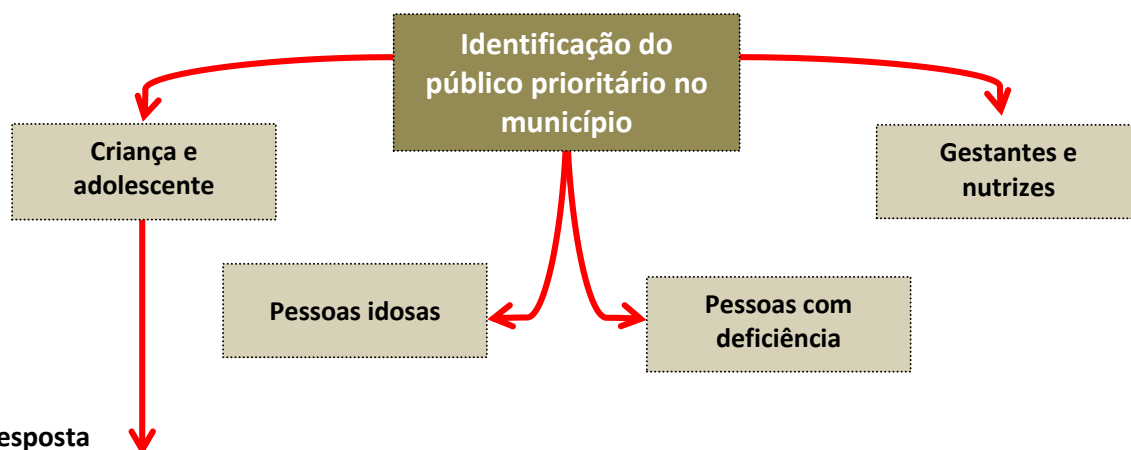 Identificação do
público prioritário no
município
Criança e
adolescente
Gestantes e
nutrizes
Pessoas idosas
Pessoas com
deficiência
esposta